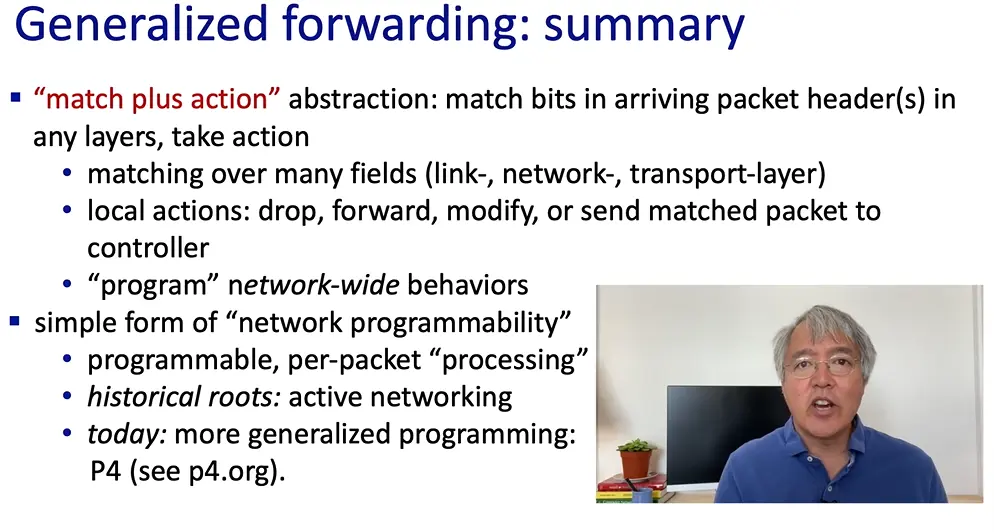 Generalized forwarding: summary
▪ “match plus action” abstraction: match bits in arriving packet header(s) in
any layers, take action
• matching over many fields (link-, network-, transport-layer)
• local actions: drop, forward, modify, or send matched packet to
controller
• “program” network-wide behaviors
▪ simple form of “network programmability”
• programmable, per-packet “processing”
• historical roots: active networking
• today: more generalized programming:
P4 (see p4.org).